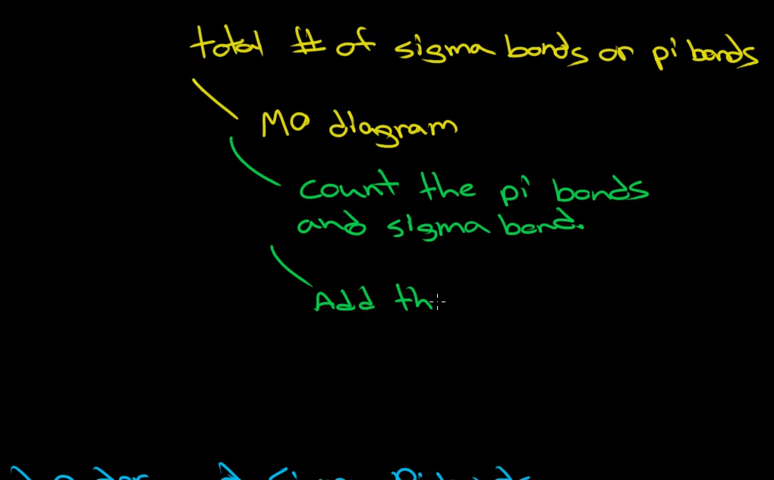 total # of sigma bonds or pi bonds
MO diagram
Count the pi bonds
and sigma bond.
Add th